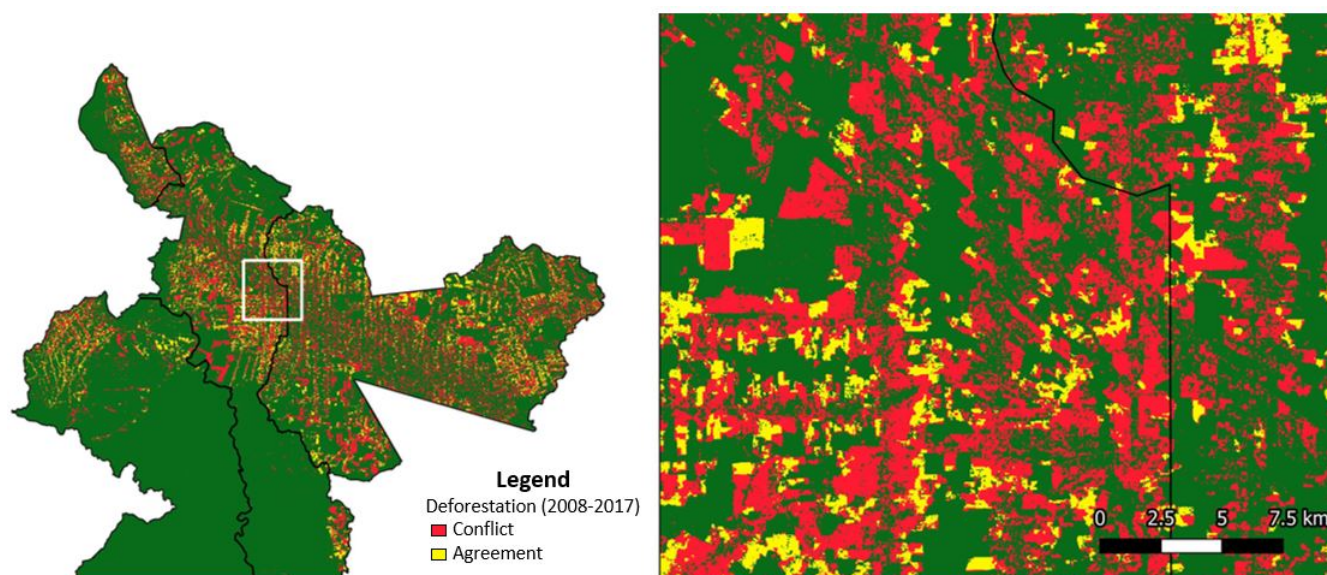 Legend
Deforestation (2008-2017)
Conflict
Agreement
0 2.5 5 7.5 km